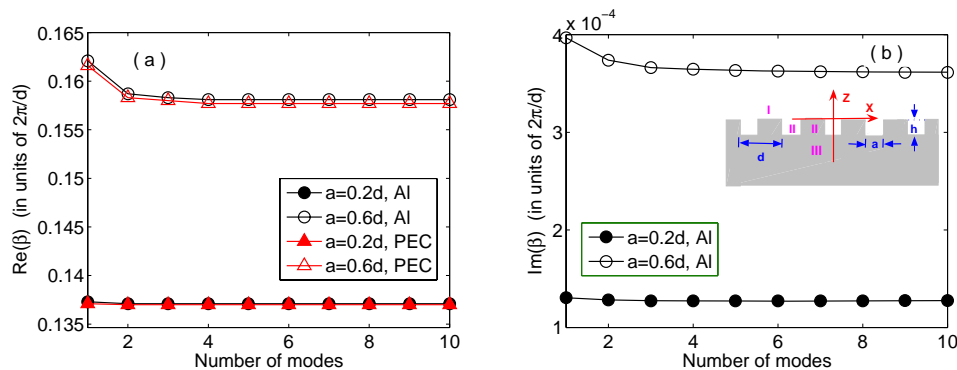 0.165
0.16
0.155
0.15
0.145
0.14
0.135
2 4 6 8 10
Number of modes
Re(β) (in units of 2π/d)
( a )
a=0.2d, Al
a=0.6d, Al
a=0.2d, PEC
a=0.6d, PEC
x 10⁻⁴
4
3
2
1
2 4 6 8 10
Number of modes
Im(β) (in units of 2π/d)
( b )
I
Z
X
II II
h
d
III
a
a=0.2d, Al
a=0.6d, Al